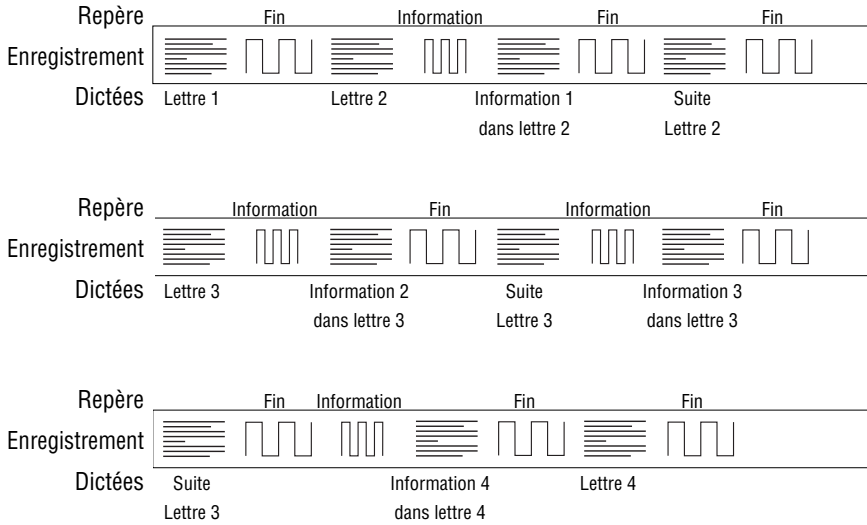 Repère Fin Information Fin Fin
Enregistrement
Dictées Lettre 1 Lettre 2 Information 1 Suite
dans lettre 2 Lettre 2
Repère Information Fin Information Fin
Enregistrement
Dictées Lettre 3 Information 2 Suite Information 3
dans lettre 3 Lettre 3 dans lettre 3
Repère Fin Information Fin Fin
Enregistrement
Dictées Suite Information 4 Lettre 4
Lettre 3 dans lettre 4